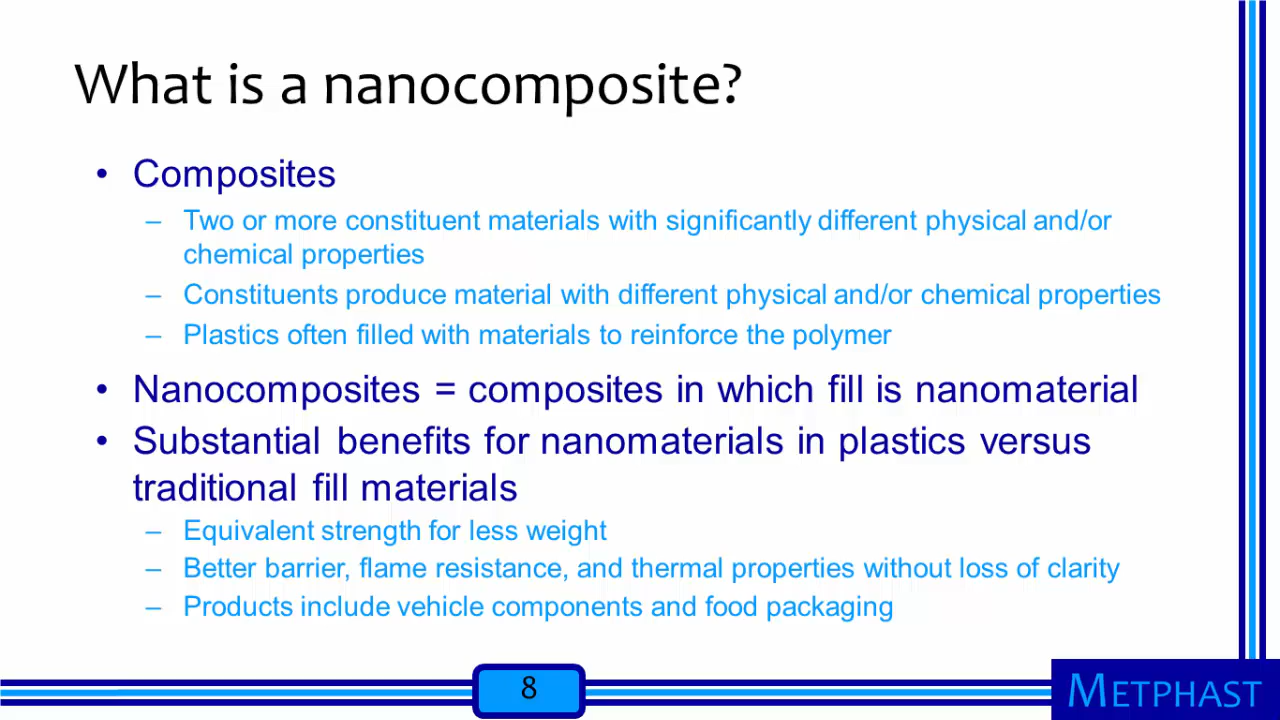 What is a nanocomposite?
• Composites
– Two or more constituent materials with significantly different physical and/or
chemical properties
– Constituents produce material with different physical and/or chemical properties
– Plastics often filled with materials to reinforce the polymer
• Nanocomposites = composites in which fill is nanomaterial
• Substantial benefits for nanomaterials in plastics versus
traditional fill materials
– Equivalent strength for less weight
– Better barrier, flame resistance, and thermal properties without loss of clarity
– Products include vehicle components and food packaging
8
METPHAST